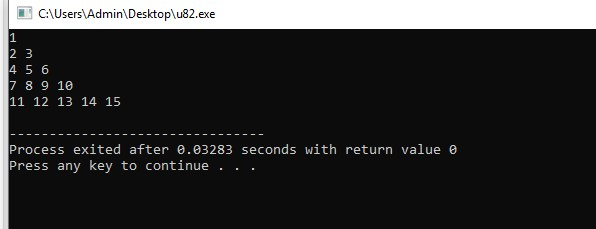 C:\Users\Admin\Desktop\u82.exe
1
2 3
4 5 6
7 8 9 10
11 12 13 14 15
--------------------------------
Process exited after 0.03283 seconds with return value 0
Press any key to continue . . .